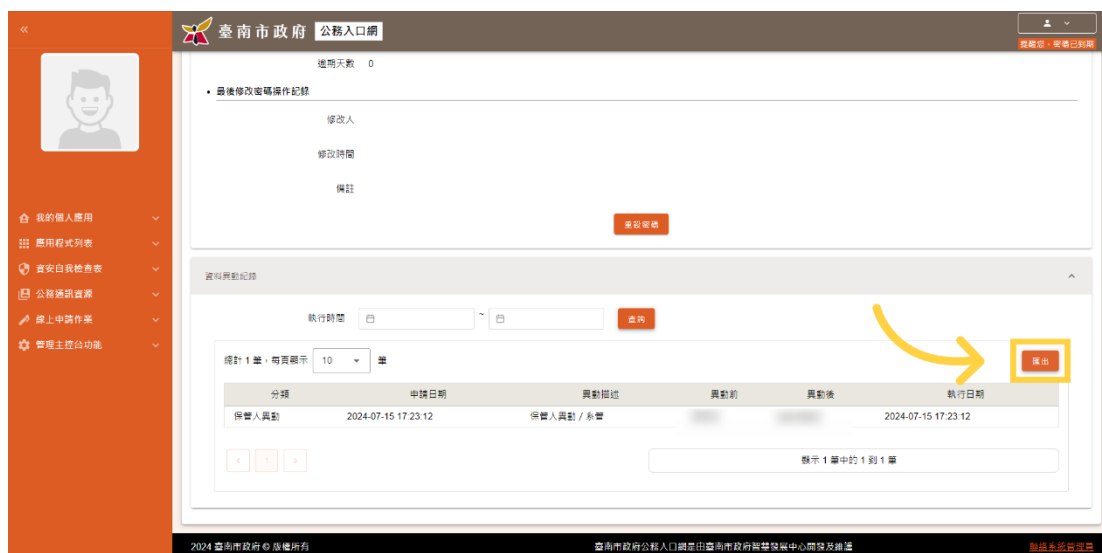 臺南市政府 公務入口網
提醒您，密碼已到期
逾期天數 0
最後修改密碼操作記錄
修改人
修改時間
備註
重設密碼
我的個人應用
應用程式列表
資安自我檢查表
公務通訊資源
線上申請作業
管理主控台功能
資料異動紀錄
執行時間 ~ 查詢
總計 1 筆，每頁顯示 10 筆
匯出
分類 申請日期 異動描述 異動前 異動後 執行日期
保管人異動 2024-07-15 17:23:12 保管人異動 / 系管 2024-07-15 17:23:12
< 1 >
顯示 1 筆中的 1 到 1 筆
2024 臺南市政府 © 版權所有 臺南市政府公務入口網是由臺南市政府智慧發展中心開發及維護 聯絡系統管理員